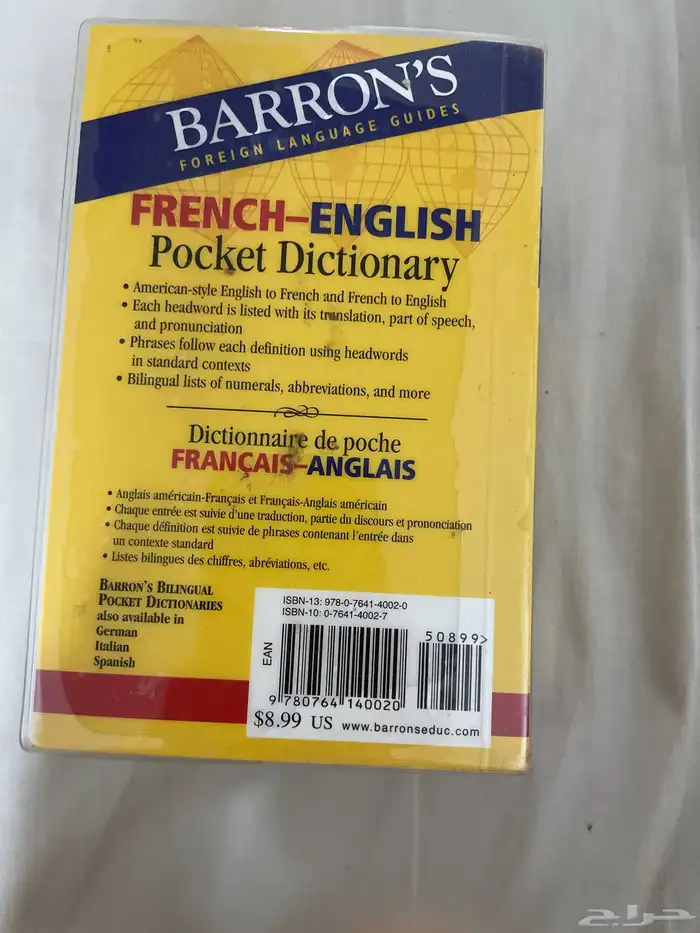 BARRON'S
FOREIGN LANGUAGE GUIDES
FRENCH–ENGLISH
Pocket Dictionary
• American-style English to French and French to English
• Each headword is listed with its translation, part of speech,
and pronunciation
• Phrases follow each definition using headwords
in standard contexts
• Bilingual lists of numerals, abbreviations, and more
Dictionnaire de poche
FRANÇAIS–ANGLAIS
• Anglais américain-Français et Français-Anglais américain
• Chaque entrée est suivie d'une traduction, partie du discours et prononciation
• Chaque définition est suivie de phrases contenant l'entrée dans
un contexte standard
• Listes bilingues des chiffres, abréviations, etc.
BARRON'S BILINGUAL
POCKET DICTIONARIES
also available in
German
Italian
Spanish
ISBN-13: 978-0-7641-4002-0
ISBN-10: 0-7641-4002-7
EAN
50899>
9 780764 140020
$8.99 US www.barronseduc.com
حراج